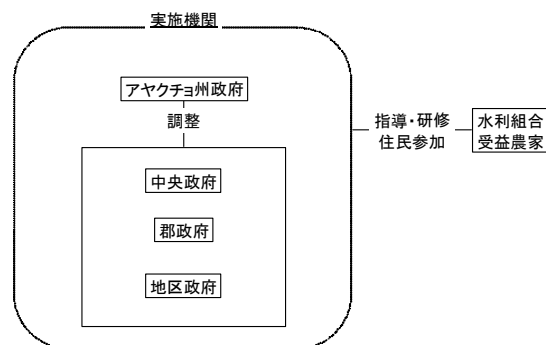 実施機関
アヤクチョ州政府
調整
中央政府
郡政府
地区政府
指導・研修
住民参加
水利組合
受益農家